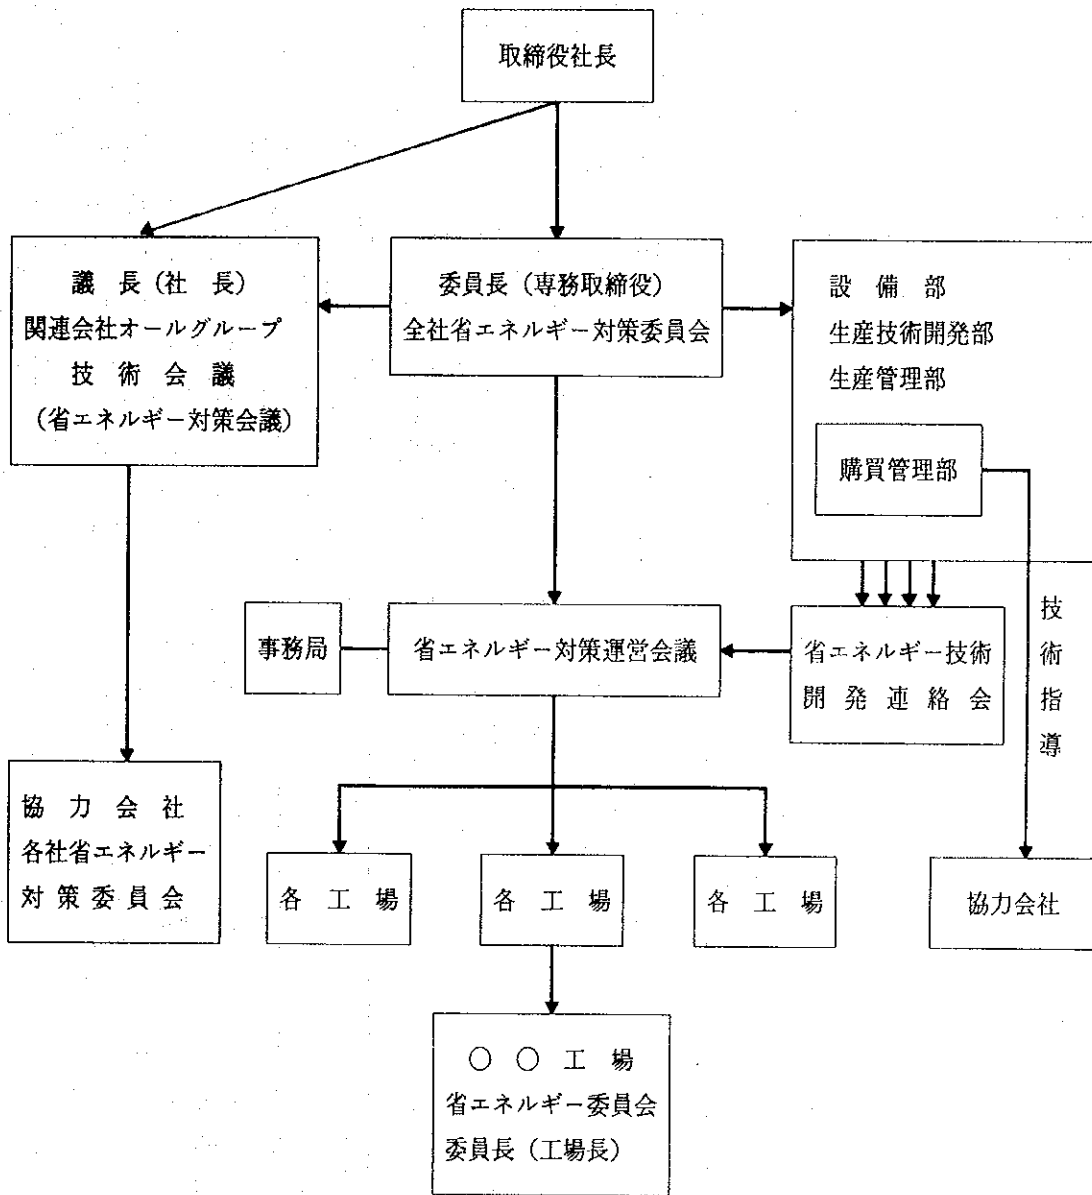 取締役社長
議長（社長）
関連会社オールグループ
技術会議
（省エネルギー対策会議）
委員長（専務取締役）
全社省エネルギー対策委員会
設備部
生産技術開発部
生産管理部
購買管理部
事務局
省エネルギー対策運営会議
省エネルギー技術
開発連絡会
技術指導
協力会社
各社省エネルギー
対策委員会
各工場
各工場
各工場
協力会社
○○工場
省エネルギー委員会
委員長（工場長）